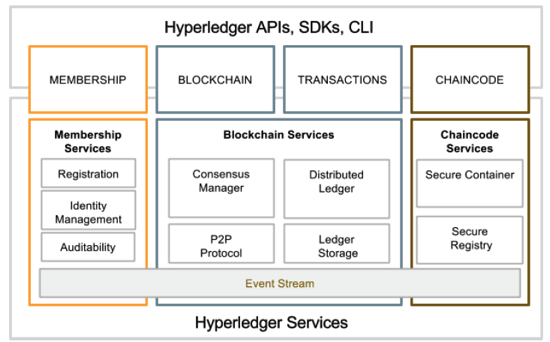 Hyperledger APIs, SDKs, CLI
MEMBERSHIP
BLOCKCHAIN
TRANSACTIONS
CHAINCODE
Membership
Services
Registration
Identity
Management
Auditability
Blockchain Services
Consensus
Manager
Distributed
Ledger
P2P
Protocol
Ledger
Storage
Chaincode
Services
Secure Container
Secure
Registry
Event Stream
Hyperledger Services